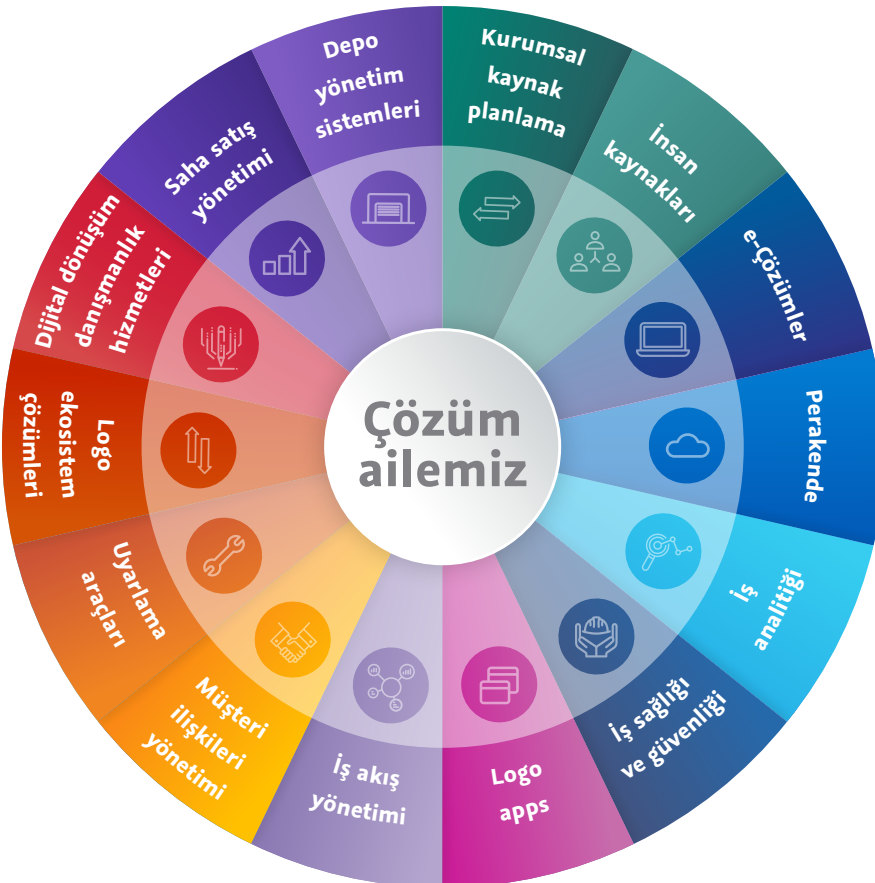 Çözüm
ailemiz
Kurumsal
kaynak
planlama
İnsan
kaynakları
e-Çözümler
Perakende
İş
analitiği
İş sağlığı
ve güvenliği
Logo
apps
İş akış
yönetimi
Müşteri
ilişkileri
yönetimi
Uyarlama
araçları
Logo
ekosistem
çözümleri
Dijital dönüşüm
danışmanlık
hizmetleri
Saha satış
yönetimi
Depo
yönetim
sistemleri